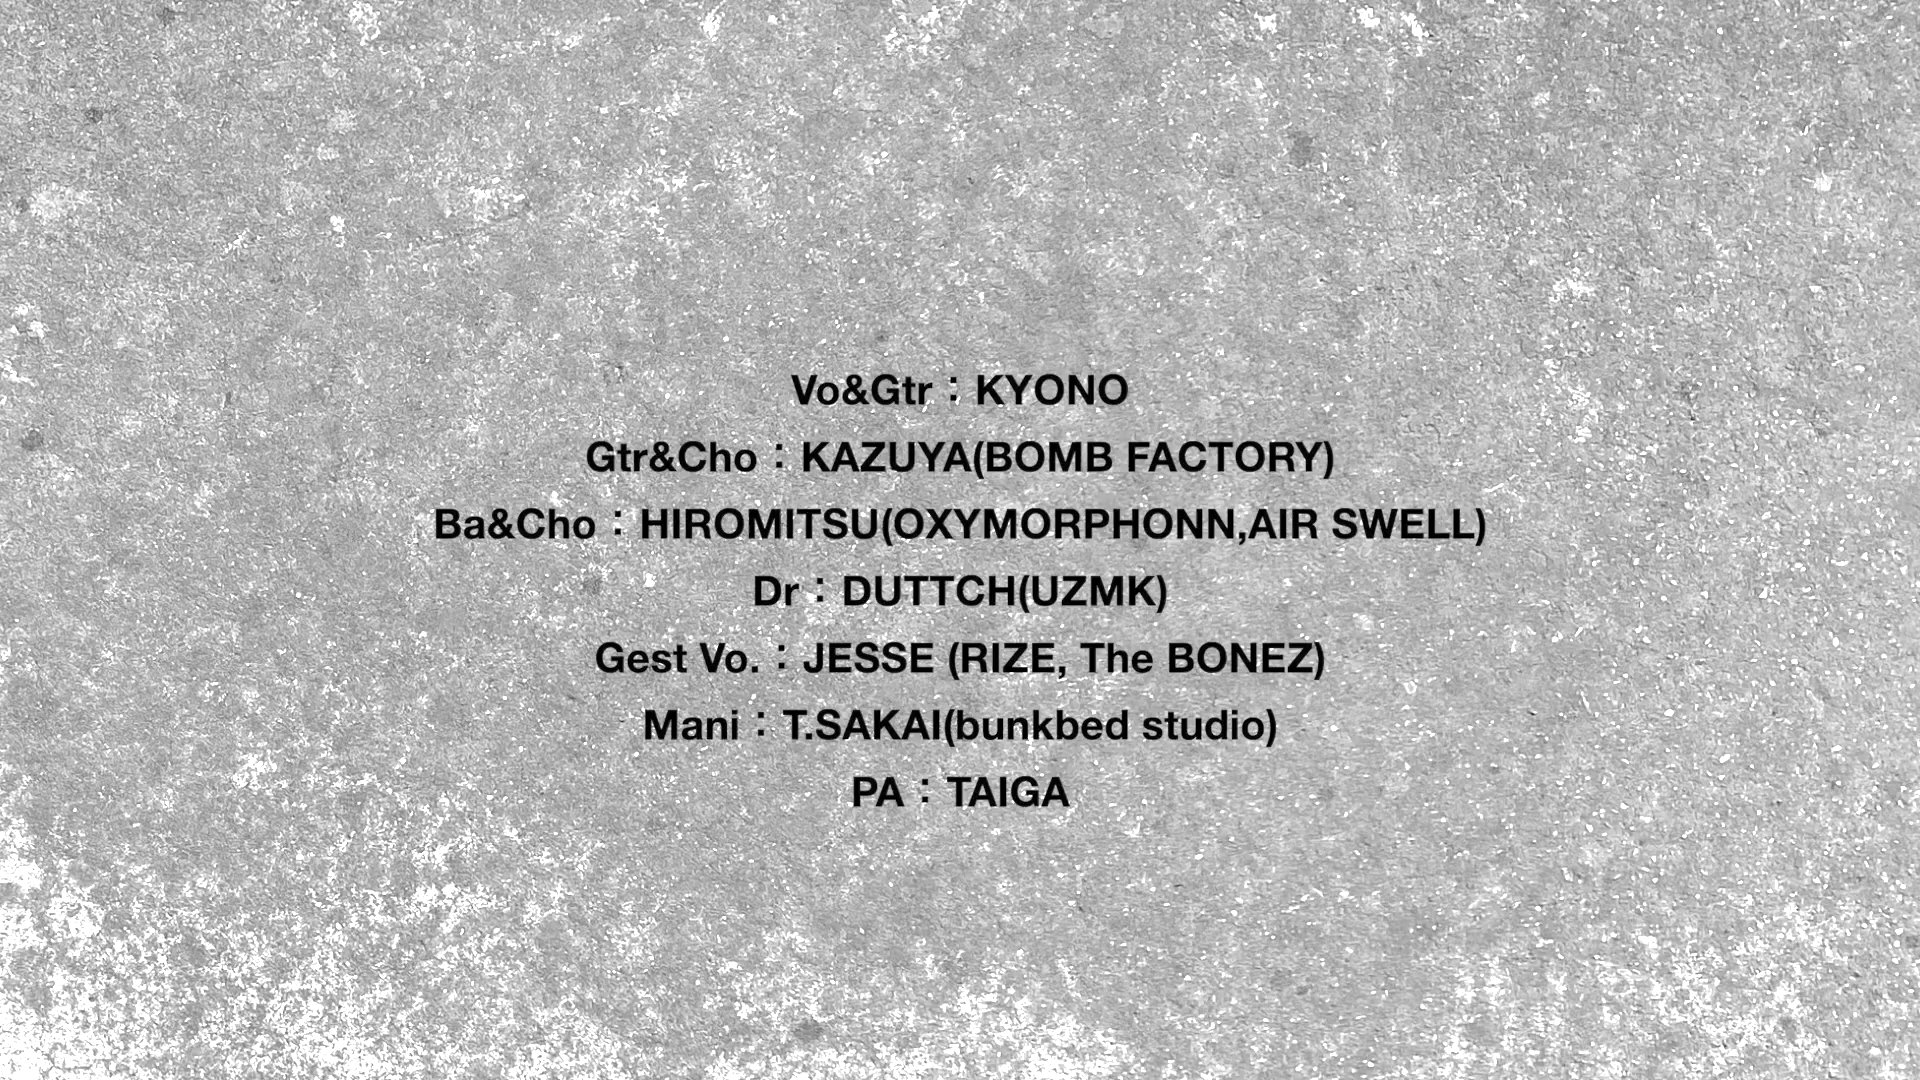 Vo&Gtr：KYONO
Gtr&Cho：KAZUYA(BOMB FACTORY)
Ba&Cho：HIROMITSU(OXYMORPHONN,AIR SWELL)
Dr：DUTTCH(UZMK)
Gest Vo.：JESSE (RIZE, The BONEZ)
Mani：T.SAKAI(bunkbed studio)
PA：TAIGA